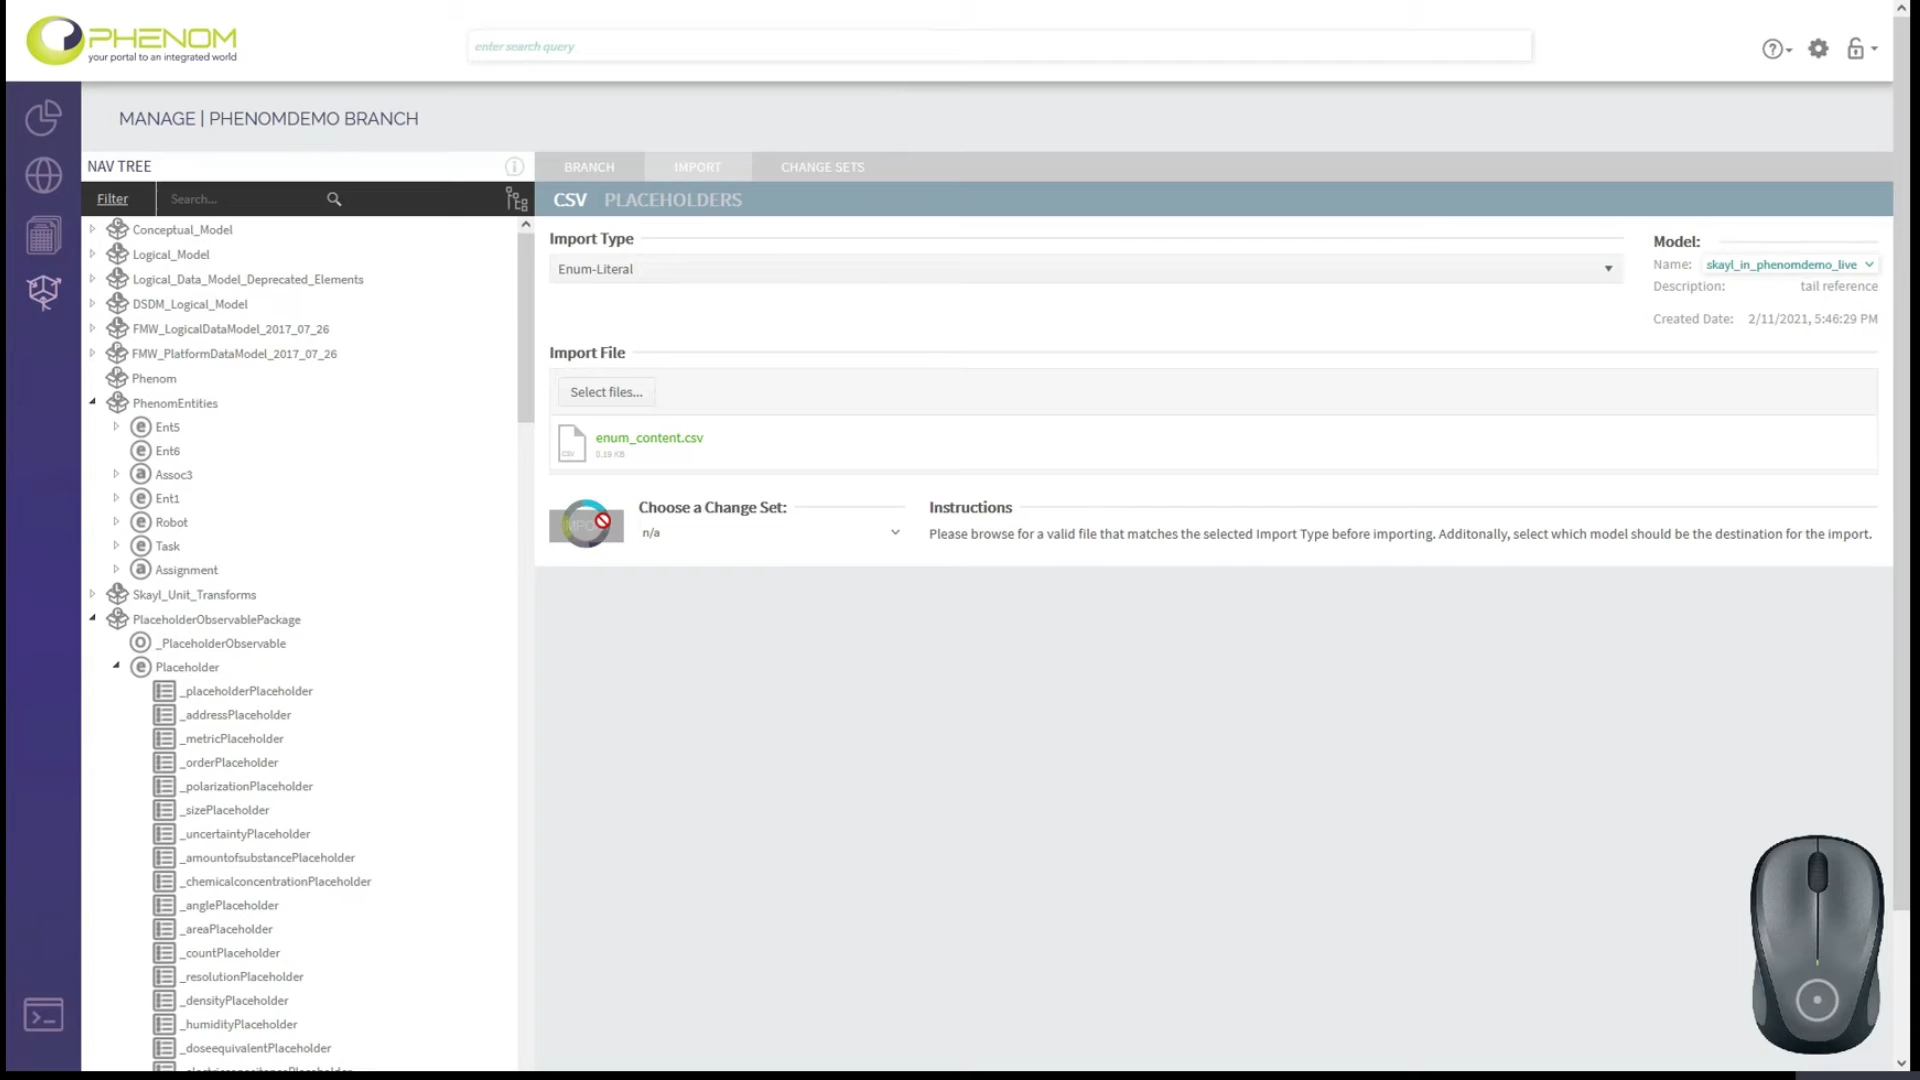 PHENOM
your portal to an integrated world
enter search query
MANAGE | PHENOMDEMO BRANCH
NAV TREE
BRANCH IMPORT CHANGE SETS
Filter Search...
CSV PLACEHOLDERS
Conceptual_Model
Logical_Model
Logical_Data_Model_Deprecated_Elements
DSDM_Logical_Model
FMW_LogicalDataModel_2017_07_26
FMW_PlatformDataModel_2017_07_26
Phenom
PhenomEntities
Ent5
Ent6
Assoc3
Ent1
Robot
Task
Assignment
Skayl_Unit_Transforms
PlaceholderObservablePackage
_PlaceholderObservable
Placeholder
_placeholderPlaceholder
_addressPlaceholder
_metricPlaceholder
_orderPlaceholder
_polarizationPlaceholder
_sizePlaceholder
_uncertaintyPlaceholder
_amountofsubstancePlaceholder
_chemicalconcentrationPlaceholder
_anglePlaceholder
_areaPlaceholder
_countPlaceholder
_resolutionPlaceholder
_densityPlaceholder
_humidityPlaceholder
_doseequivalentPlaceholder
Import Type
Enum-Literal
Model:
Name: skayl_in_phenomdemo_live
Description: tail reference
Created Date: 2/11/2021, 5:46:29 PM
Import File
Select files...
CSV
enum_content.csv
0.19 KB
Choose a Change Set:
n/a
Instructions
Please browse for a valid file that matches the selected Import Type before importing. Additonally, select which model should be the destination for the import.